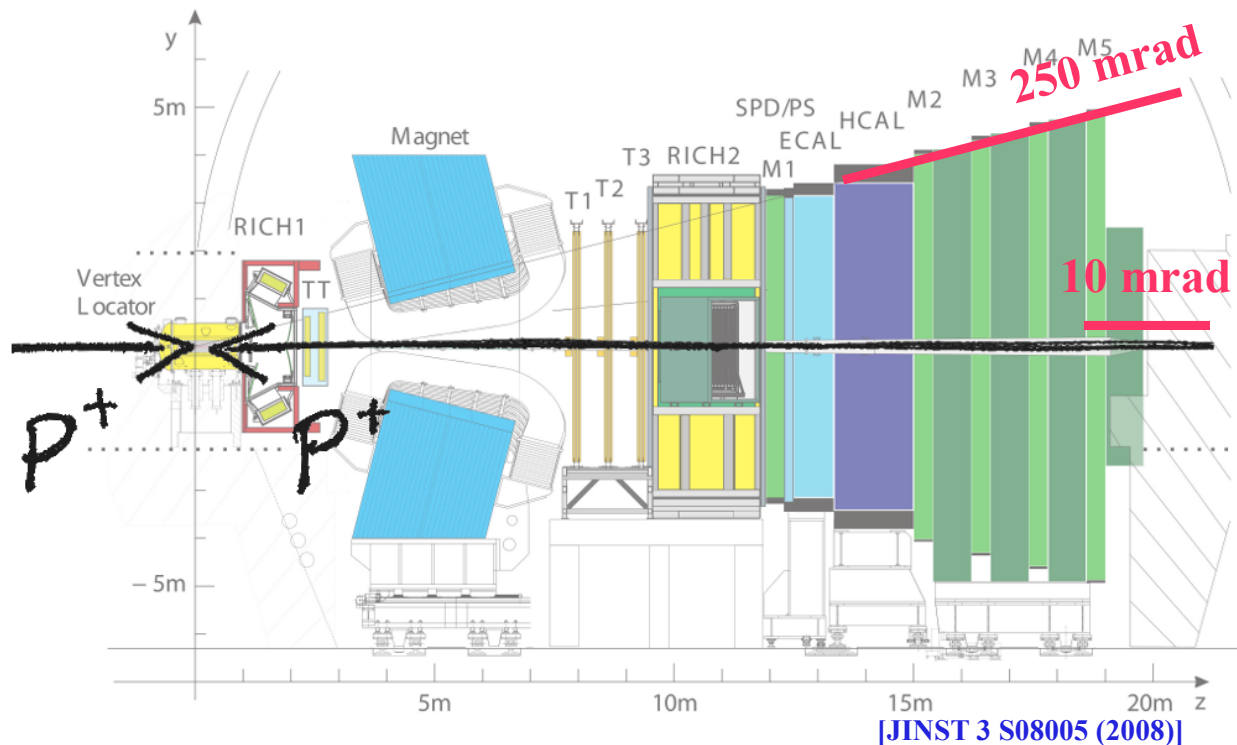 y
5m
Magnet
RICH1
Vertex
Locator
TT
T1
T2
T3
RICH2
SPD/PS
M1
ECAL
HCAL
M2
M3
M4
M5
250 mrad
10 mrad
P+
P+
− 5m
5m
10m
15m
20m
z
[JINST 3 S08005 (2008)]